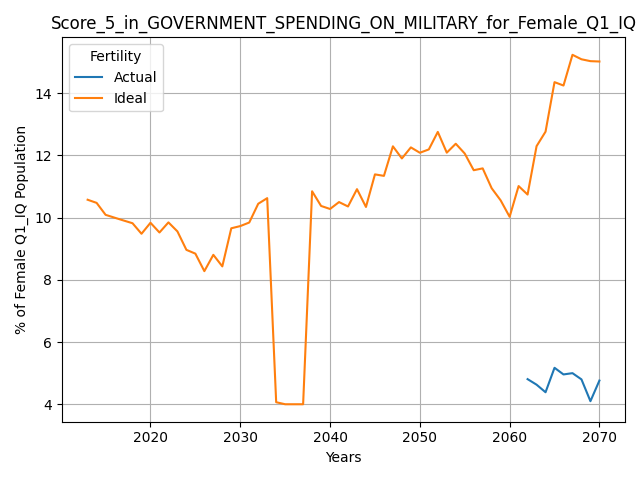 Score_5_in_GOVERNMENT_SPENDING_ON_MILITARY_for_Female_Q1_IQ
Fertility
Actual
Ideal
% of Female Q1_IQ Population
14
12
10
8
6
4
2020 2030 2040 2050 2060 2070
Years